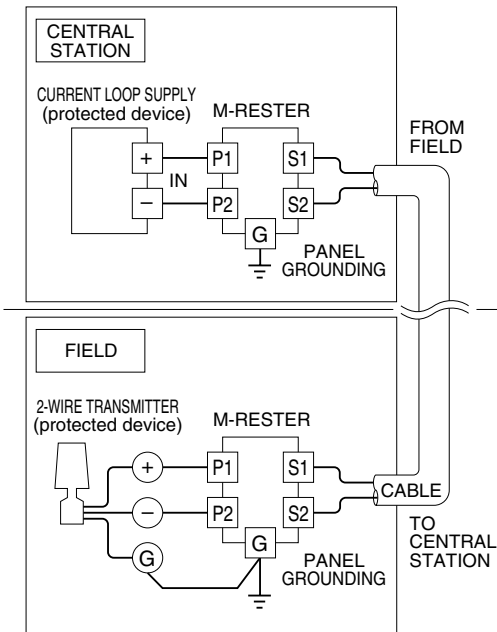 CENTRAL
STATION
CURRENT LOOP SUPPLY
(protected device)
M-RESTER
FROM
FIELD
+
P1
S1
IN
–
P2
S2
G
PANEL
GROUNDING
FIELD
2-WIRE TRANSMITTER
(protected device)
M-RESTER
+
P1
S1
CABLE
–
P2
S2
G
G
PANEL
GROUNDING
TO
CENTRAL
STATION